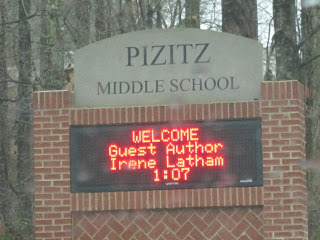 PIZITZ
MIDDLE SCHOOL
WELCOME
Guest Author
Irene Latham
1:07